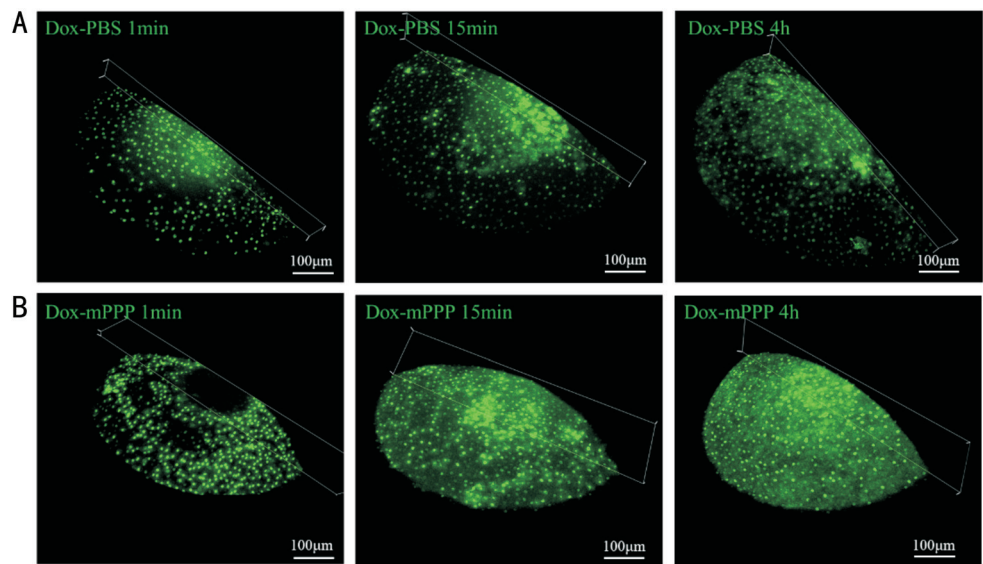 A
Dox-PBS 1min
Dox-PBS 15min
Dox-PBS 4h
100μm
100μm
100μm
B
Dox-mPPP 1min
Dox-mPPP 15min
Dox-mPPP 4h
100μm
100μm
100μm